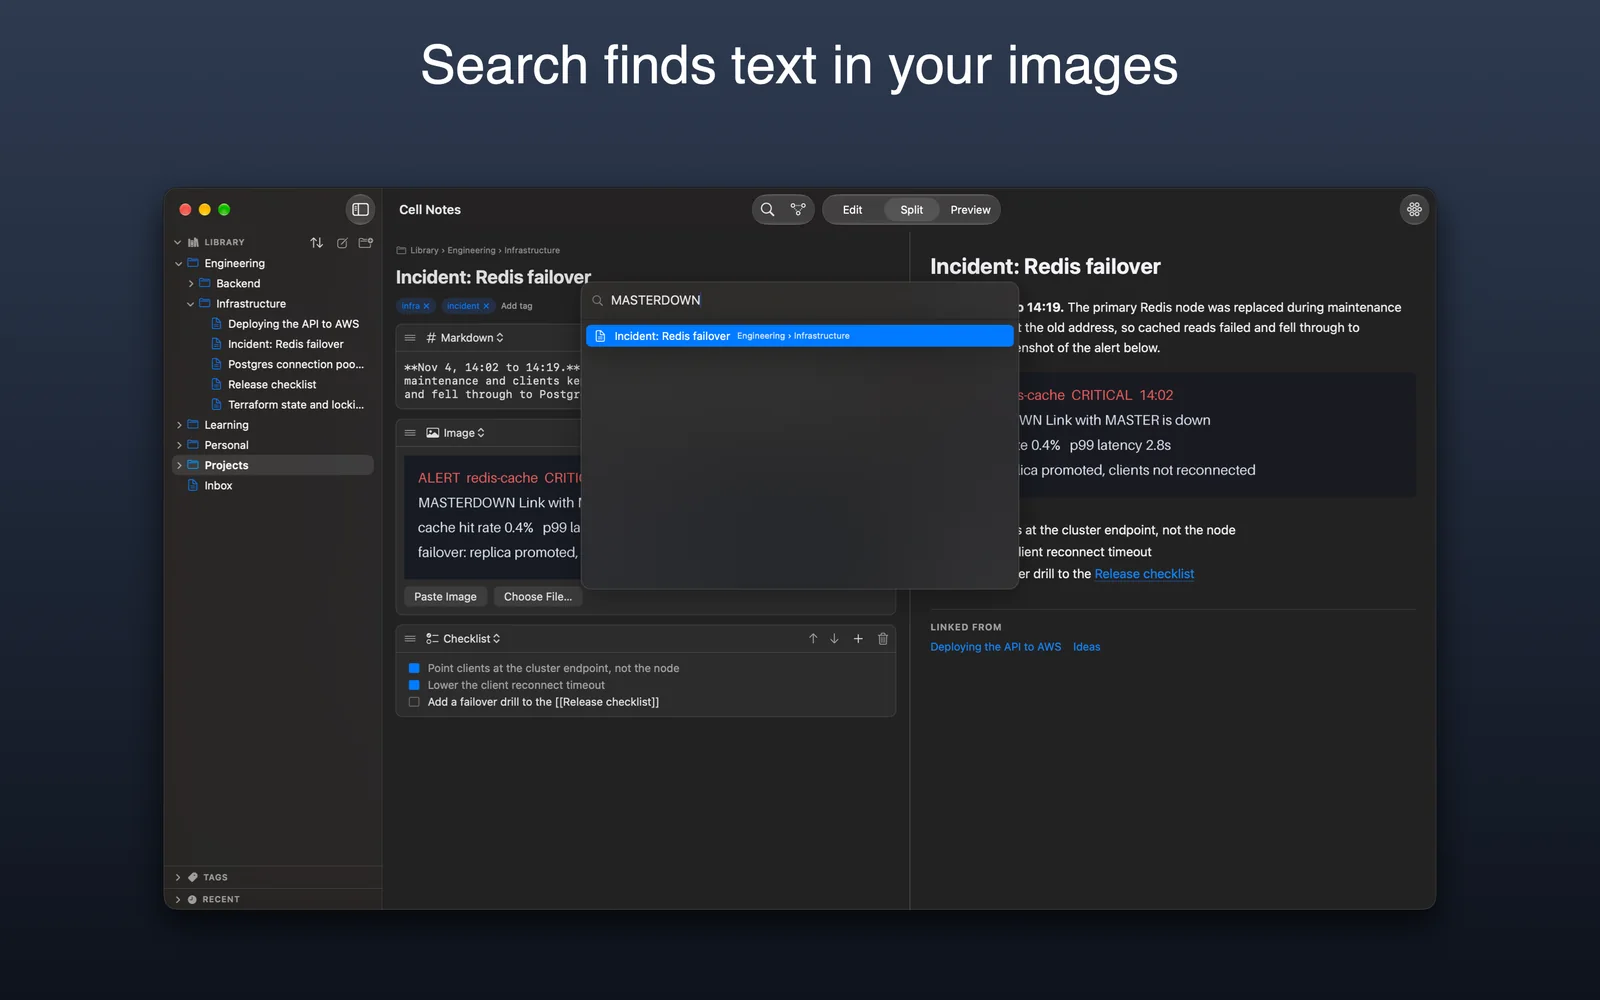 Search finds text in your images
Cell Notes
Edit
Split
Preview
LIBRARY
Engineering
Backend
Infrastructure
Deploying the API to AWS
Incident: Redis failover
Postgres connection poo...
Release checklist
Terraform state and locki...
Learning
Personal
Projects
Inbox
TAGS
RECENT
Library › Engineering › Infrastructure
Incident: Redis failover
infra ×
incident ×
Add tag
# Markdown
**Nov 4, 14:02 to 14:19.**
maintenance and clients ke
and fell through to Postgr
Image
ALERT redis-cache CRITIC
MASTERDOWN Link with
cache hit rate 0.4% p99 la
failover: replica promoted,
Paste Image
Choose File...
Checklist
Point clients at the cluster endpoint, not the node
Lower the client reconnect timeout
Add a failover drill to the [[Release checklist]]
MASTERDOWN
Incident: Redis failover Engineering › Infrastructure
Incident: Redis failover
14:19. The primary Redis node was replaced during maintenance
the old address, so cached reads failed and fell through to
enshot of the alert below.
s-cache CRITICAL 14:02
WN Link with MASTER is down
e 0.4% p99 latency 2.8s
lica promoted, clients not reconnected
s at the cluster endpoint, not the node
lient reconnect timeout
er drill to the Release checklist
LINKED FROM
Deploying the API to AWS
Ideas